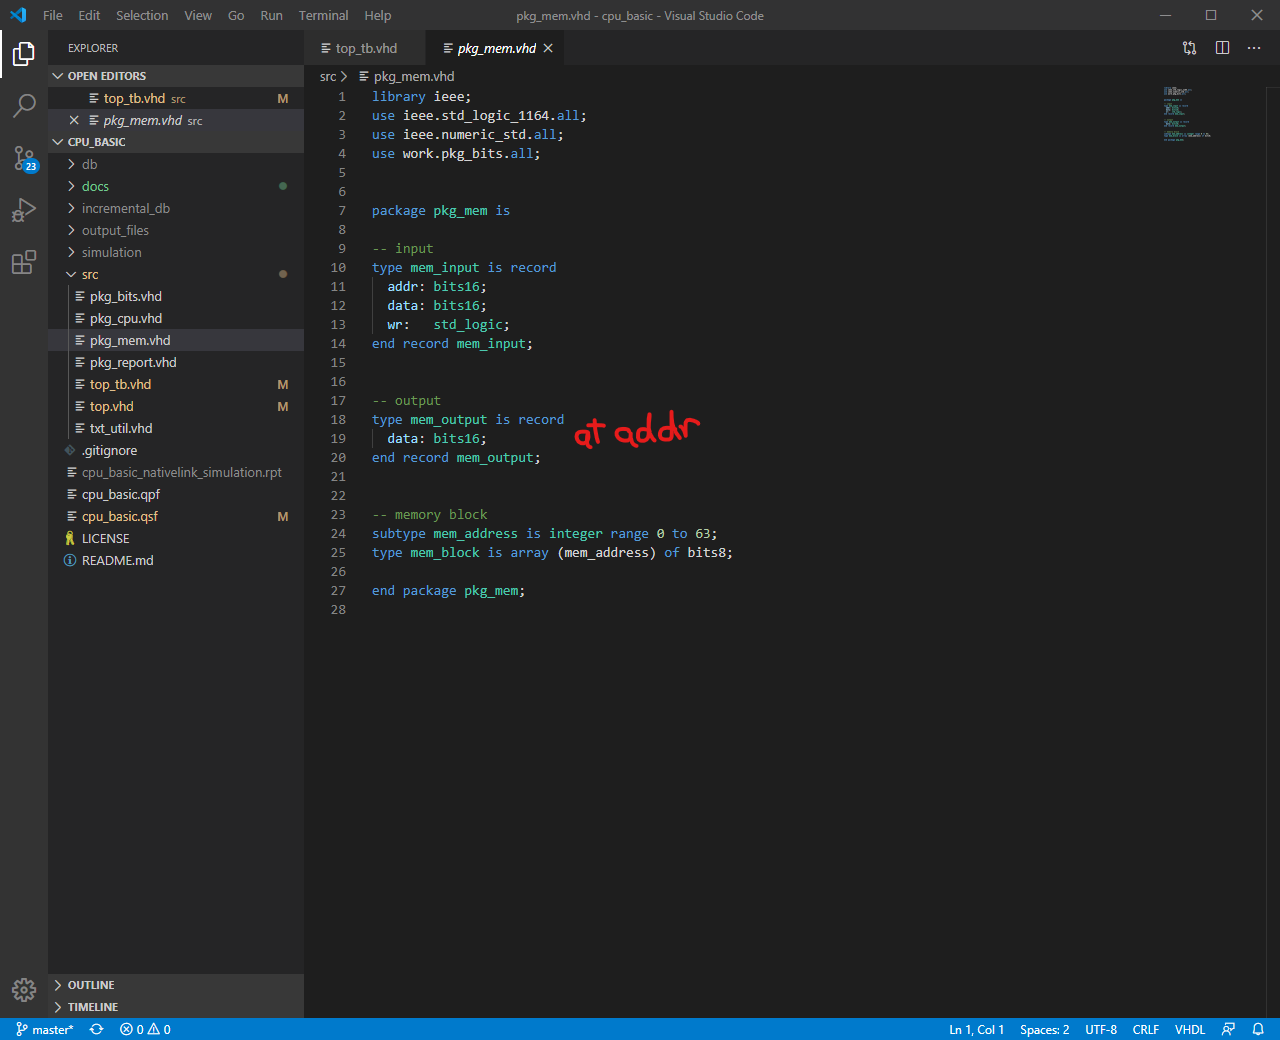 File Edit Selection View Go Run Terminal Help
pkg_mem.vhd - cpu_basic - Visual Studio Code
EXPLORER
OPEN EDITORS
top_tb.vhd src M
pkg_mem.vhd src
CPU_BASIC
db
docs
incremental_db
output_files
simulation
src
pkg_bits.vhd
pkg_cpu.vhd
pkg_mem.vhd
pkg_report.vhd
top_tb.vhd M
top.vhd M
txt_util.vhd
.gitignore
cpu_basic_nativelink_simulation.rpt
cpu_basic.qpf
cpu_basic.qsf M
LICENSE
README.md
OUTLINE
TIMELINE
23
top_tb.vhd
pkg_mem.vhd
src > pkg_mem.vhd
1 library ieee;
2 use ieee.std_logic_1164.all;
3 use ieee.numeric_std.all;
4 use work.pkg_bits.all;
5
6
7 package pkg_mem is
8
9 -- input
10 type mem_input is record
11 addr: bits16;
12 data: bits16;
13 wr: std_logic;
14 end record mem_input;
15
16
17 -- output
18 type mem_output is record
19 data: bits16;
at addr
20 end record mem_output;
21
22
23 -- memory block
24 subtype mem_address is integer range 0 to 63;
25 type mem_block is array (mem_address) of bits8;
26
27 end package pkg_mem;
28
master* 0 0
Ln 1, Col 1 Spaces: 2 UTF-8 CRLF VHDL